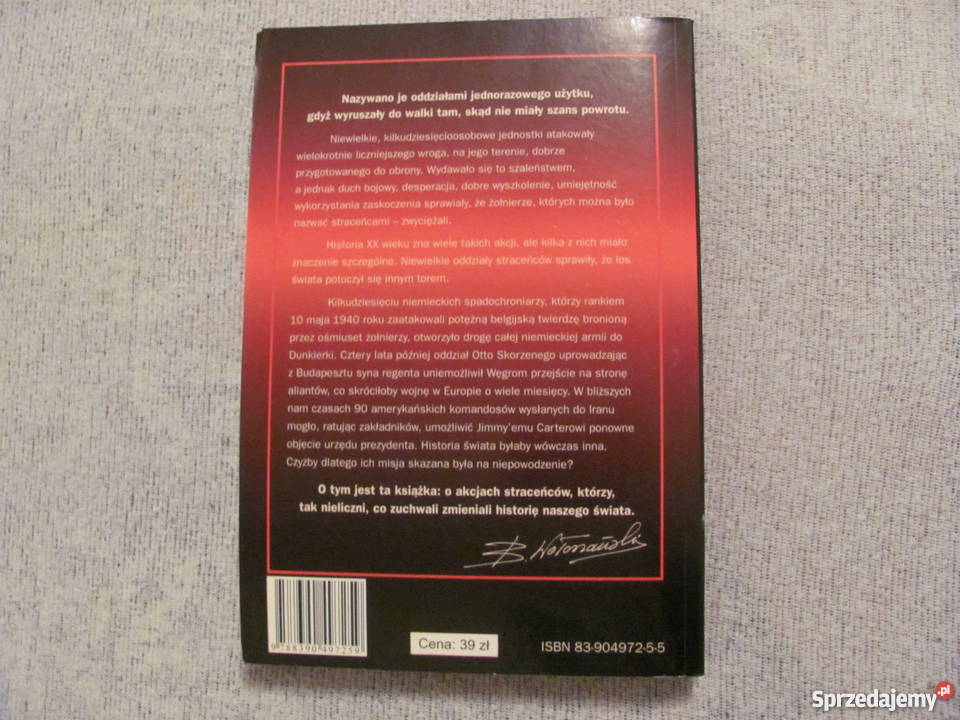 Nazywano je oddziałami jednorazowego użytku,
gdyż wyruszały do walki tam, skąd nie miały szans powrotu.
Niewielkie, kilkudziesięcioosobowe jednostki atakowały
wielokrotnie liczniejszego wroga, na jego terenie, dobrze
przygotowanego do obrony. Wydawało się to szaleństwem,
a jednak duch bojowy, desperacja, dobre wyszkolenie, umiejętność
wykorzystania zaskoczenia sprawiały, że żołnierze, których można było
nazwać straceńcami – zwyciężali.
Historia XX wieku zna wiele takich akcji, ale kilka z nich miało
znaczenie szczególne. Niewielkie oddziały straceńców sprawiły, że los
świata potoczył się innym torem.
Kilkudziesięciu niemieckich spadochroniarzy, którzy rankiem
10 maja 1940 roku zaatakowali potężną belgijską twierdzę bronioną
przez ośmiuset żołnierzy, otworzyło drogę całej niemieckiej armii do
Dunkierki. Cztery lata później oddział Otto Skorzenego uprowadzając
z Budapesztu syna regenta uniemożliwił Węgrom przejście na stronę
aliantów, co skróciłoby wojnę w Europie o wiele miesięcy. W bliższych
nam czasach 90 amerykańskich komandosów wysłanych do Iranu
mogło, ratując zakładników, umożliwić Jimmy'emu Carterowi ponowne
objęcie urzędu prezydenta. Historia świata byłaby wówczas inna.
Czyżby dlatego ich misja skazana była na niepowodzenie?
O tym jest ta książka: o akcjach straceńców, którzy,
tak nieliczni, co zuchwali zmieniali historię naszego świata.
B. Wołoszański
9 788390 497259
Cena: 39 zł
ISBN 83-904972-5-5
Sprzedajemy.pl